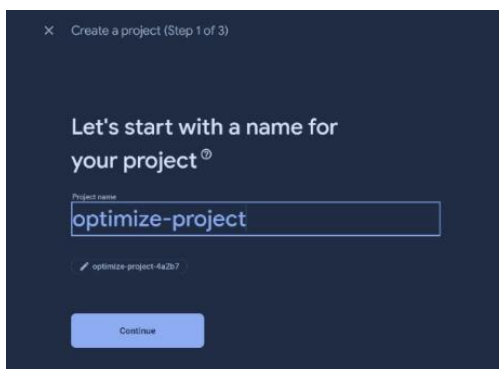 Create a project (Step 1 of 3)
Let's start with a name for
your project
Project name
optimize-project
optimize-project-4a2b7
Continue